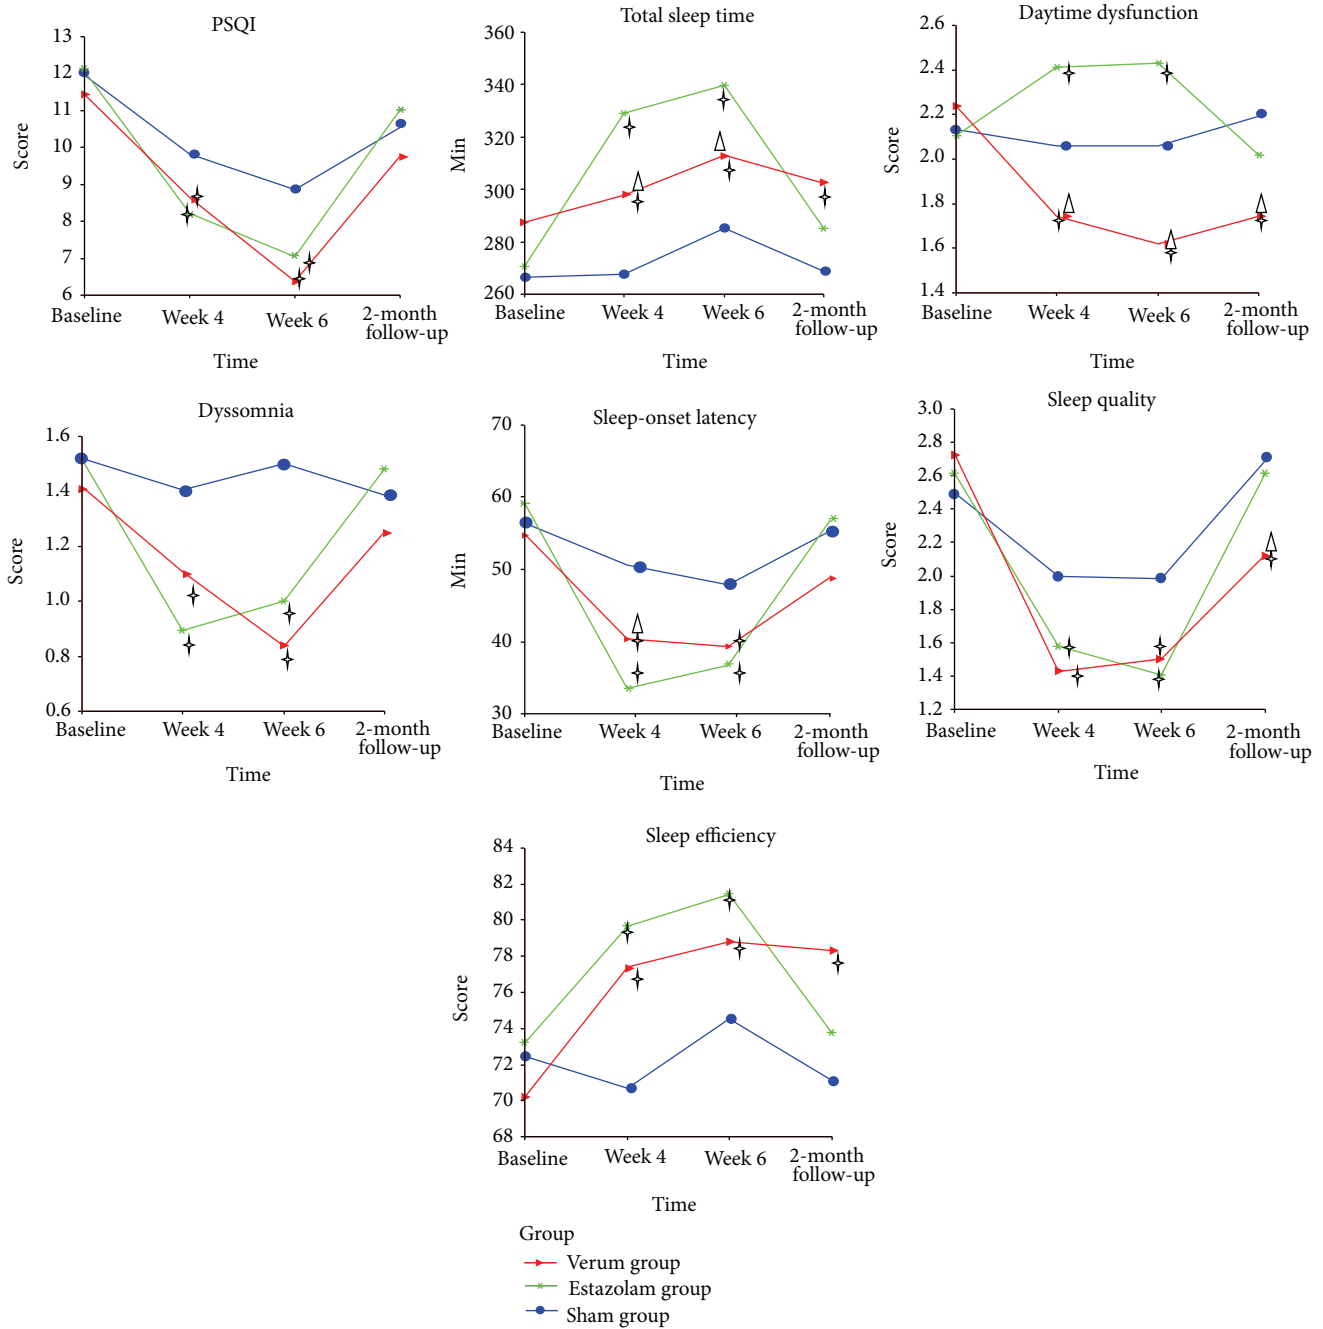 PSQI
13
12
11
10
9
8
7
6
Score
Baseline
Week 4
Week 6
2-month
follow-up
Time
Total sleep time
360
340
320
300
280
260
Min
Baseline
Week 4
Week 6
2-month
follow-up
Time
Daytime dysfunction
2.6
2.4
2.2
2.0
1.8
1.6
1.4
Score
Baseline
Week 4
Week 6
2-month
follow-up
Time
Dyssomnia
1.6
1.4
1.2
1.0
0.8
0.6
Score
Baseline
Week 4
Week 6
2-month
follow-up
Time
Sleep-onset latency
70
60
50
40
30
Min
Baseline
Week 4
Week 6
2-month
follow-up
Time
Sleep quality
3.0
2.8
2.6
2.4
2.2
2.0
1.8
1.6
1.4
1.2
Score
Baseline
Week 4
Week 6
2-month
follow-up
Time
Sleep efficiency
84
82
80
78
76
74
72
70
68
Score
Baseline
Week 4
Week 6
2-month
follow-up
Time
Group
Verum group
Estazolam group
Sham group